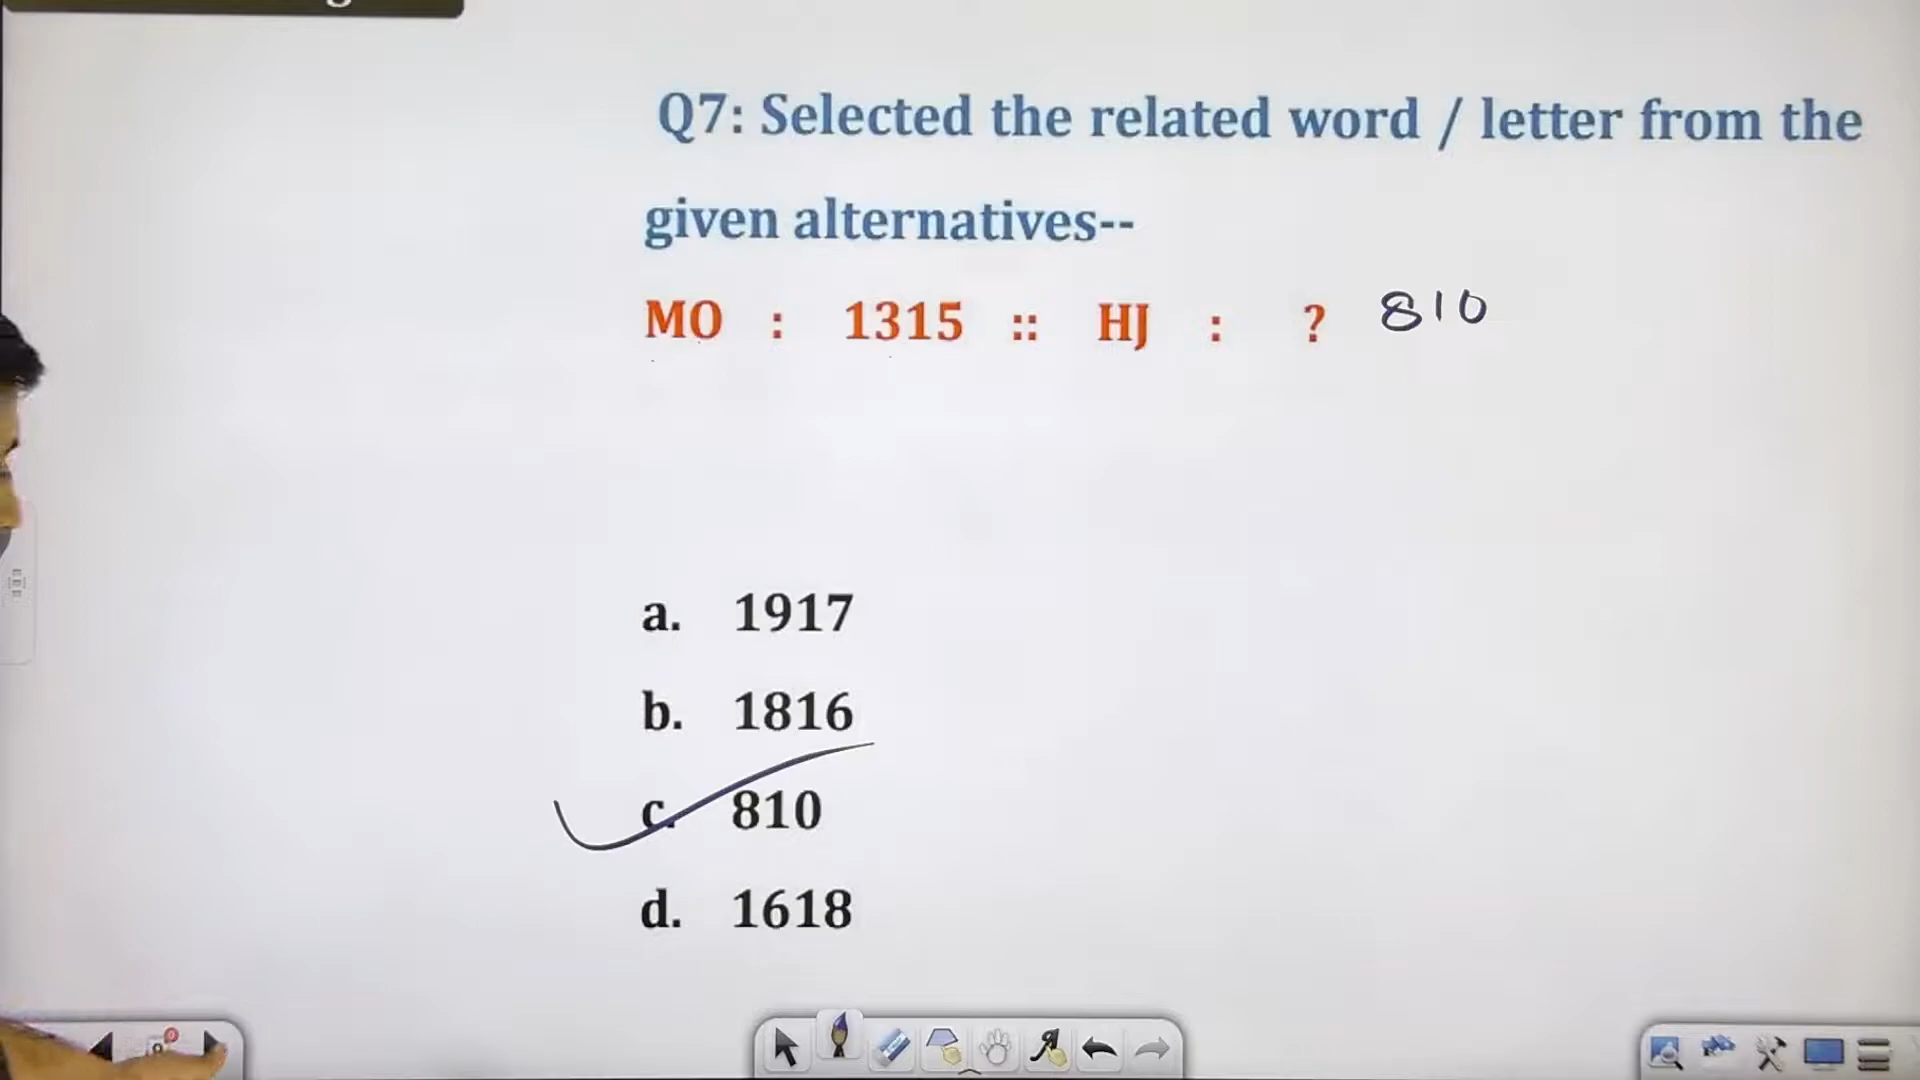 Q7: Selected the related word / letter from the
given alternatives--
MO : 1315 :: HJ : ? 810
a. 1917
b. 1816
c. 810
d. 1618